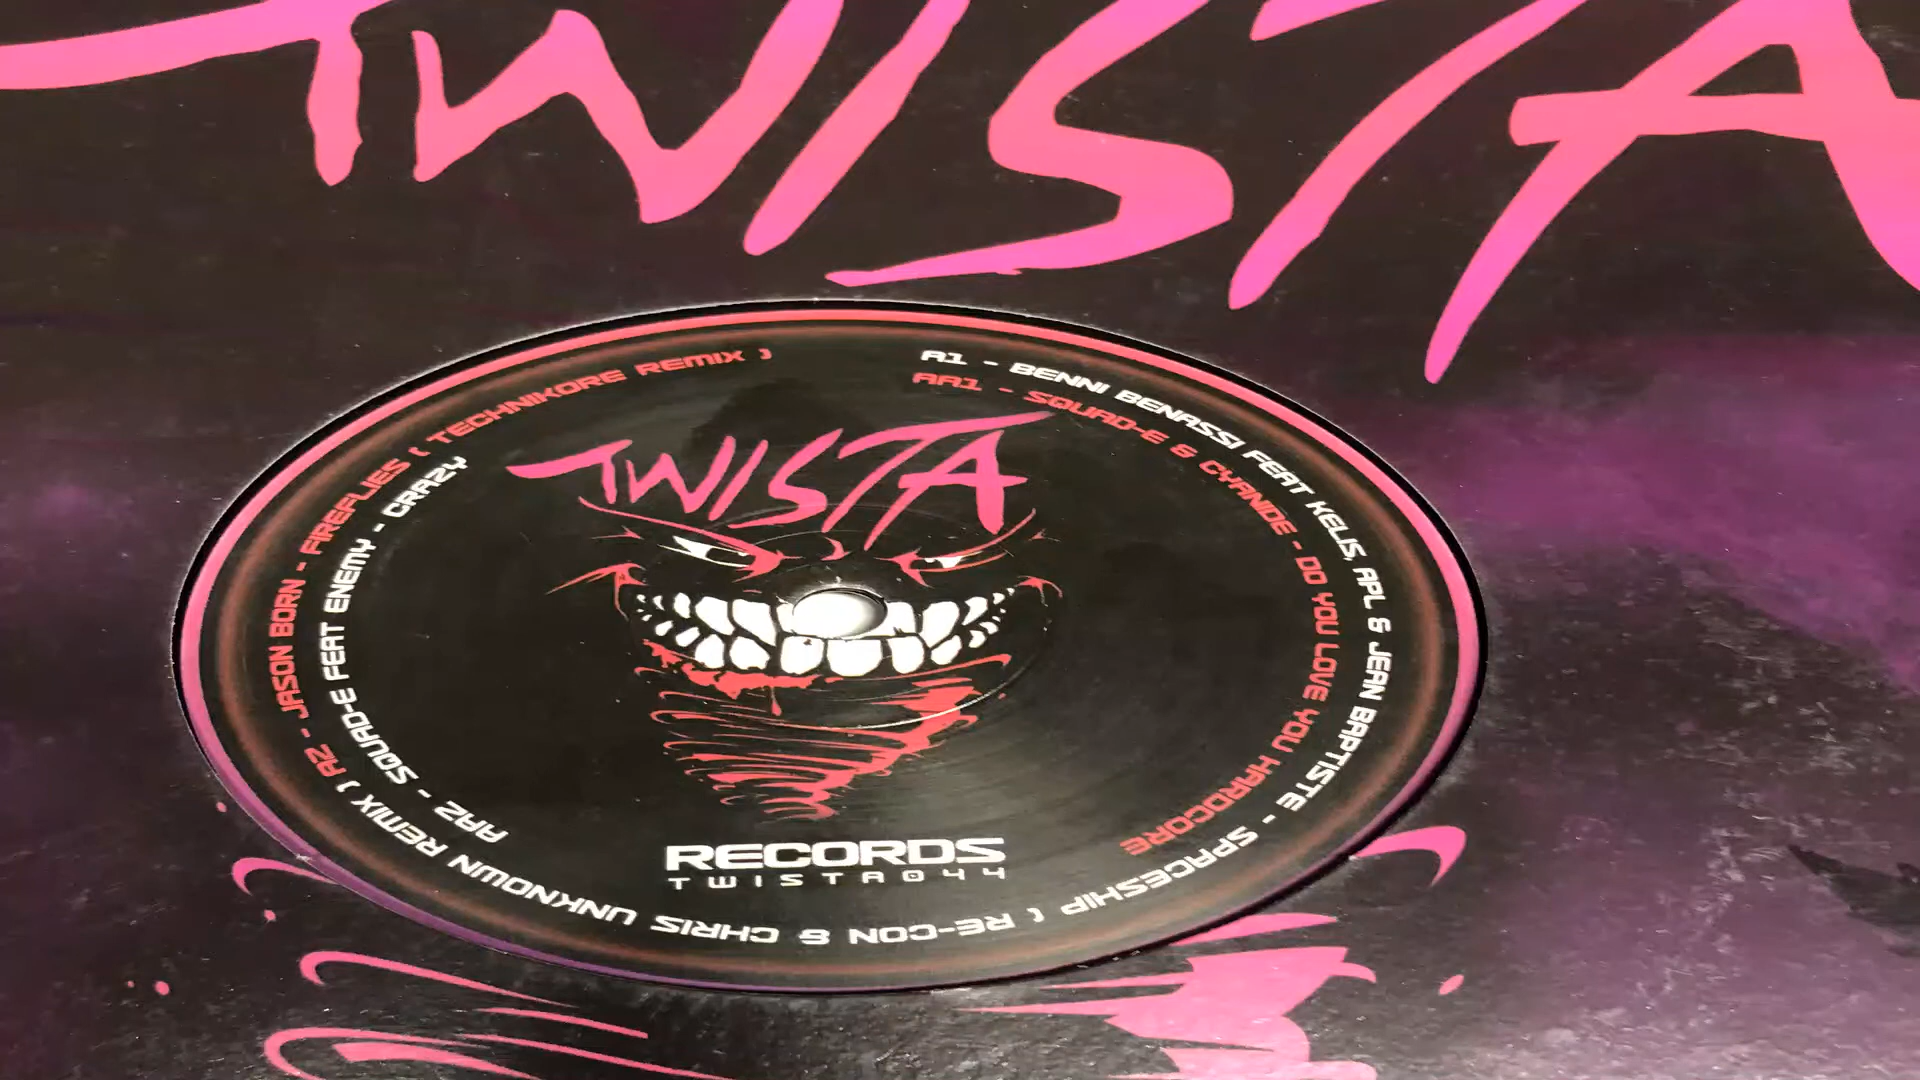 TWISTA
A1 - BENNI BENASSI FEAT KELIS, APL & JEAN BAPTISTE - SPACESHIP ( RE-CON & CHRIS UNKNOWN REMIX ) A2 - JASON BORN - FIREFLIES ( TECHNIKORE REMIX )
AA1 - SQUAD-E & CYANIDE - DO YOU LOVE YOU HARDCORE
AA2 - SQUAD-E FEAT ENEMY - CRAZY
TWISTA
RECORDS
TWISTA044